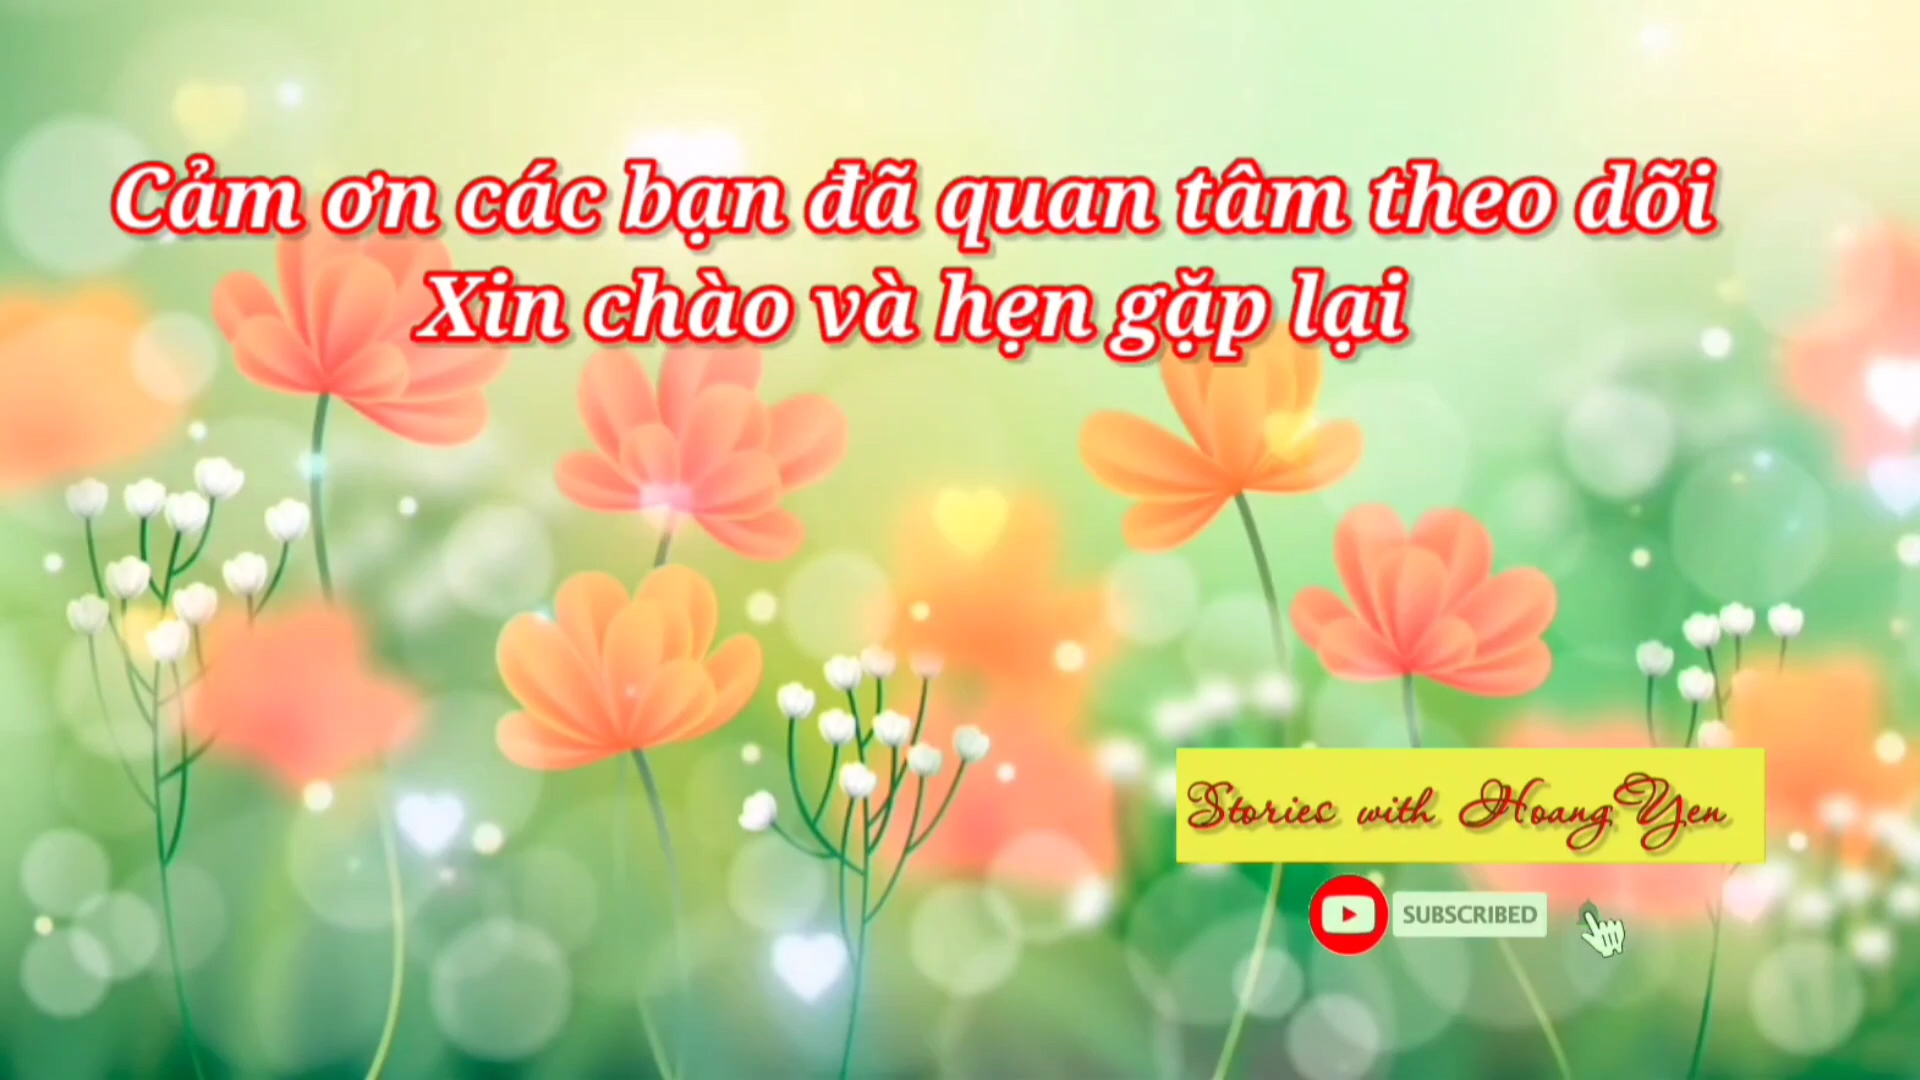 Cảm ơn các bạn đã quan tâm theo dõi
Xin chào và hẹn gặp lại
Stories with HoangYen
SUBSCRIBED